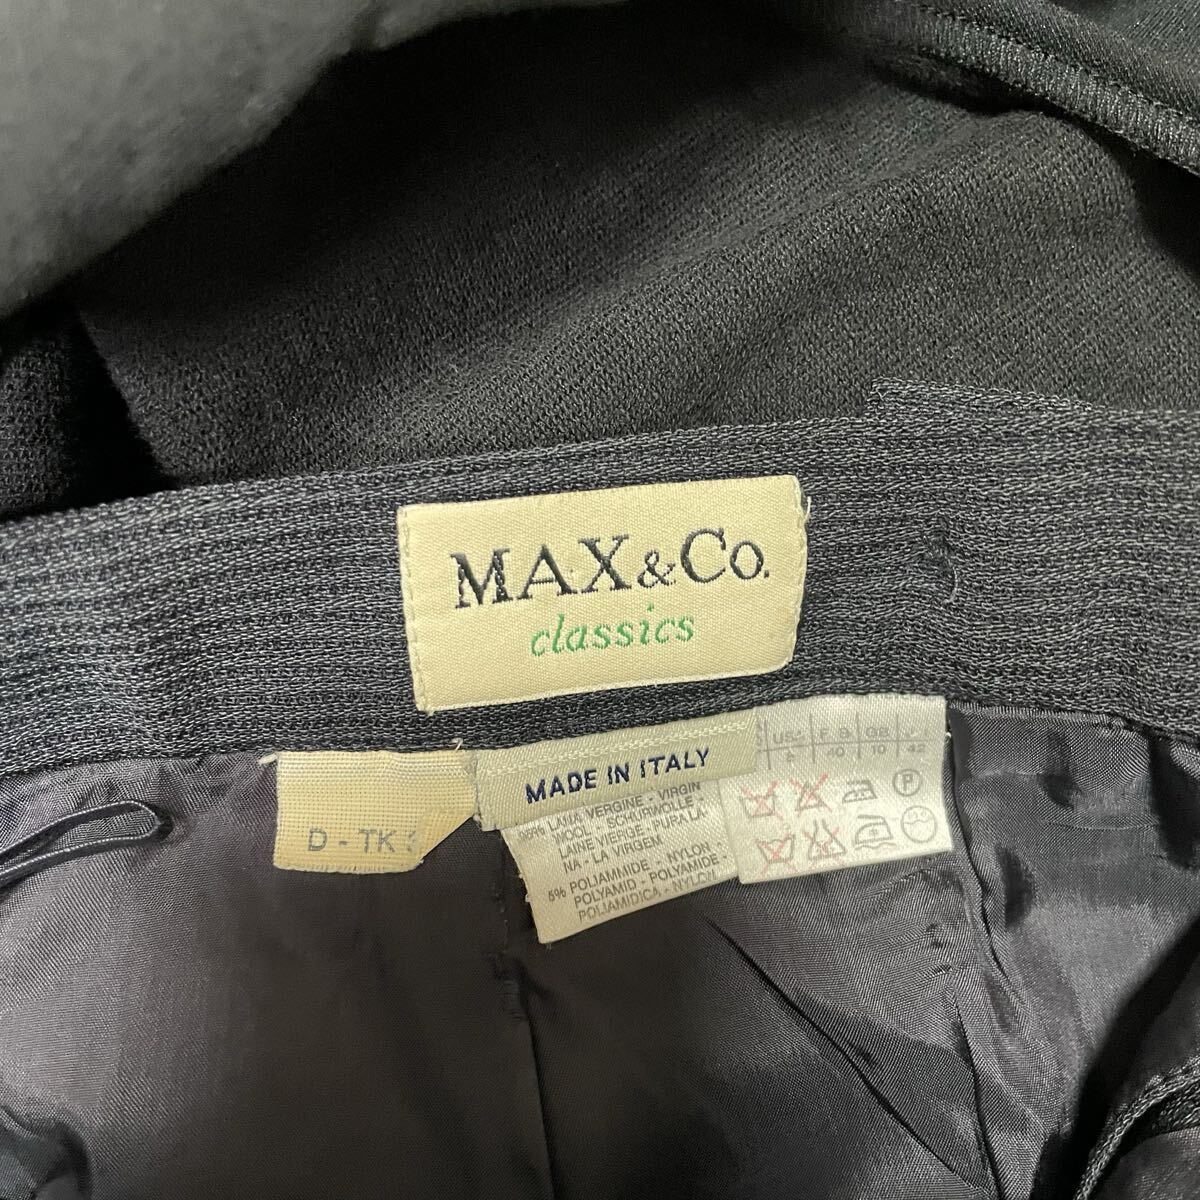 MAX&Co.
classics
MADE IN ITALY
USA F B GB
40 10 42
P
D - TK
LANA VERGINE - VIRGIN
WOOL - SCHURWOLLE -
LAINE VIERGE - PURA LA
NA - LA VIRGEM
5% POLIAMMIDE - NYLON -
POLYAMID - POLYAMIDE -
POLIAMIDICA - NYLON